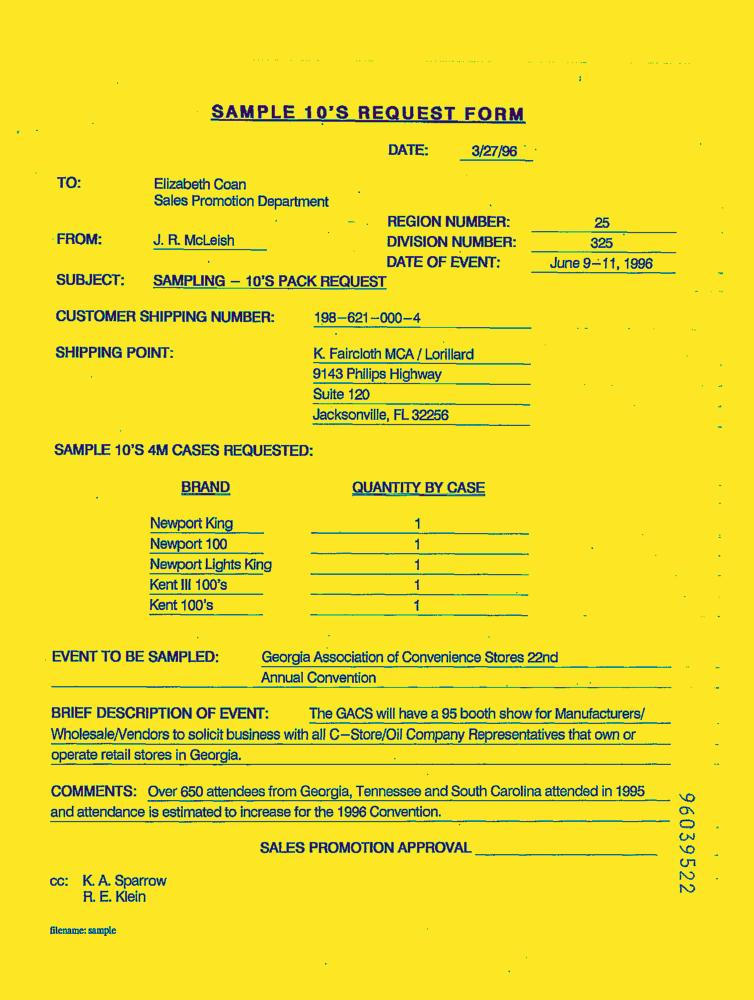 SAMPLE 10'S REQUEST FORM
DATE: 3/27/96
TO: Elizabeth Coan
Sales Promotion Department
REGION NUMBER: 25
FROM: J. R. McLeish DIVISION NUMBER: 325
DATE OF EVENT: June 9-11, 1996
SUBJECT: SAMPLING - 10'S PACK REQUEST
CUSTOMER SHIPPING NUMBER: 198-621-000-4
SHIPPING POINT: K. Faircloth MCA / Lorillard
9143 Philips Highway
Suite 120
Jacksonville, FL 32256
SAMPLE 10'S 4M CASES REQUESTED:
BRAND QUANTITY BY CASE
Newport King 1
Newport 100 1
Newport Lights King 1
Kent III 100's 1
Kent 100's 1
EVENT TO BE SAMPLED: Georgia Association of Convenience Stores 22nd
Annual Convention
BRIEF DESCRIPTION OF EVENT: The GACS will have a 95 booth show for Manufacturers/
Wholesale/Vendors to solicit business with all C-Store/Oil Company Representatives that own or
operate retail stores in Georgia.
COMMENTS: Over 650 attendees from Georgia, Tennessee and South Carolina attended in 1995
and attendance is estimated to increase for the 1996 Convention.
SALES PROMOTION APPROVAL
cc: K. A. Sparrow
R. E. Klein
filename: sample
96039522